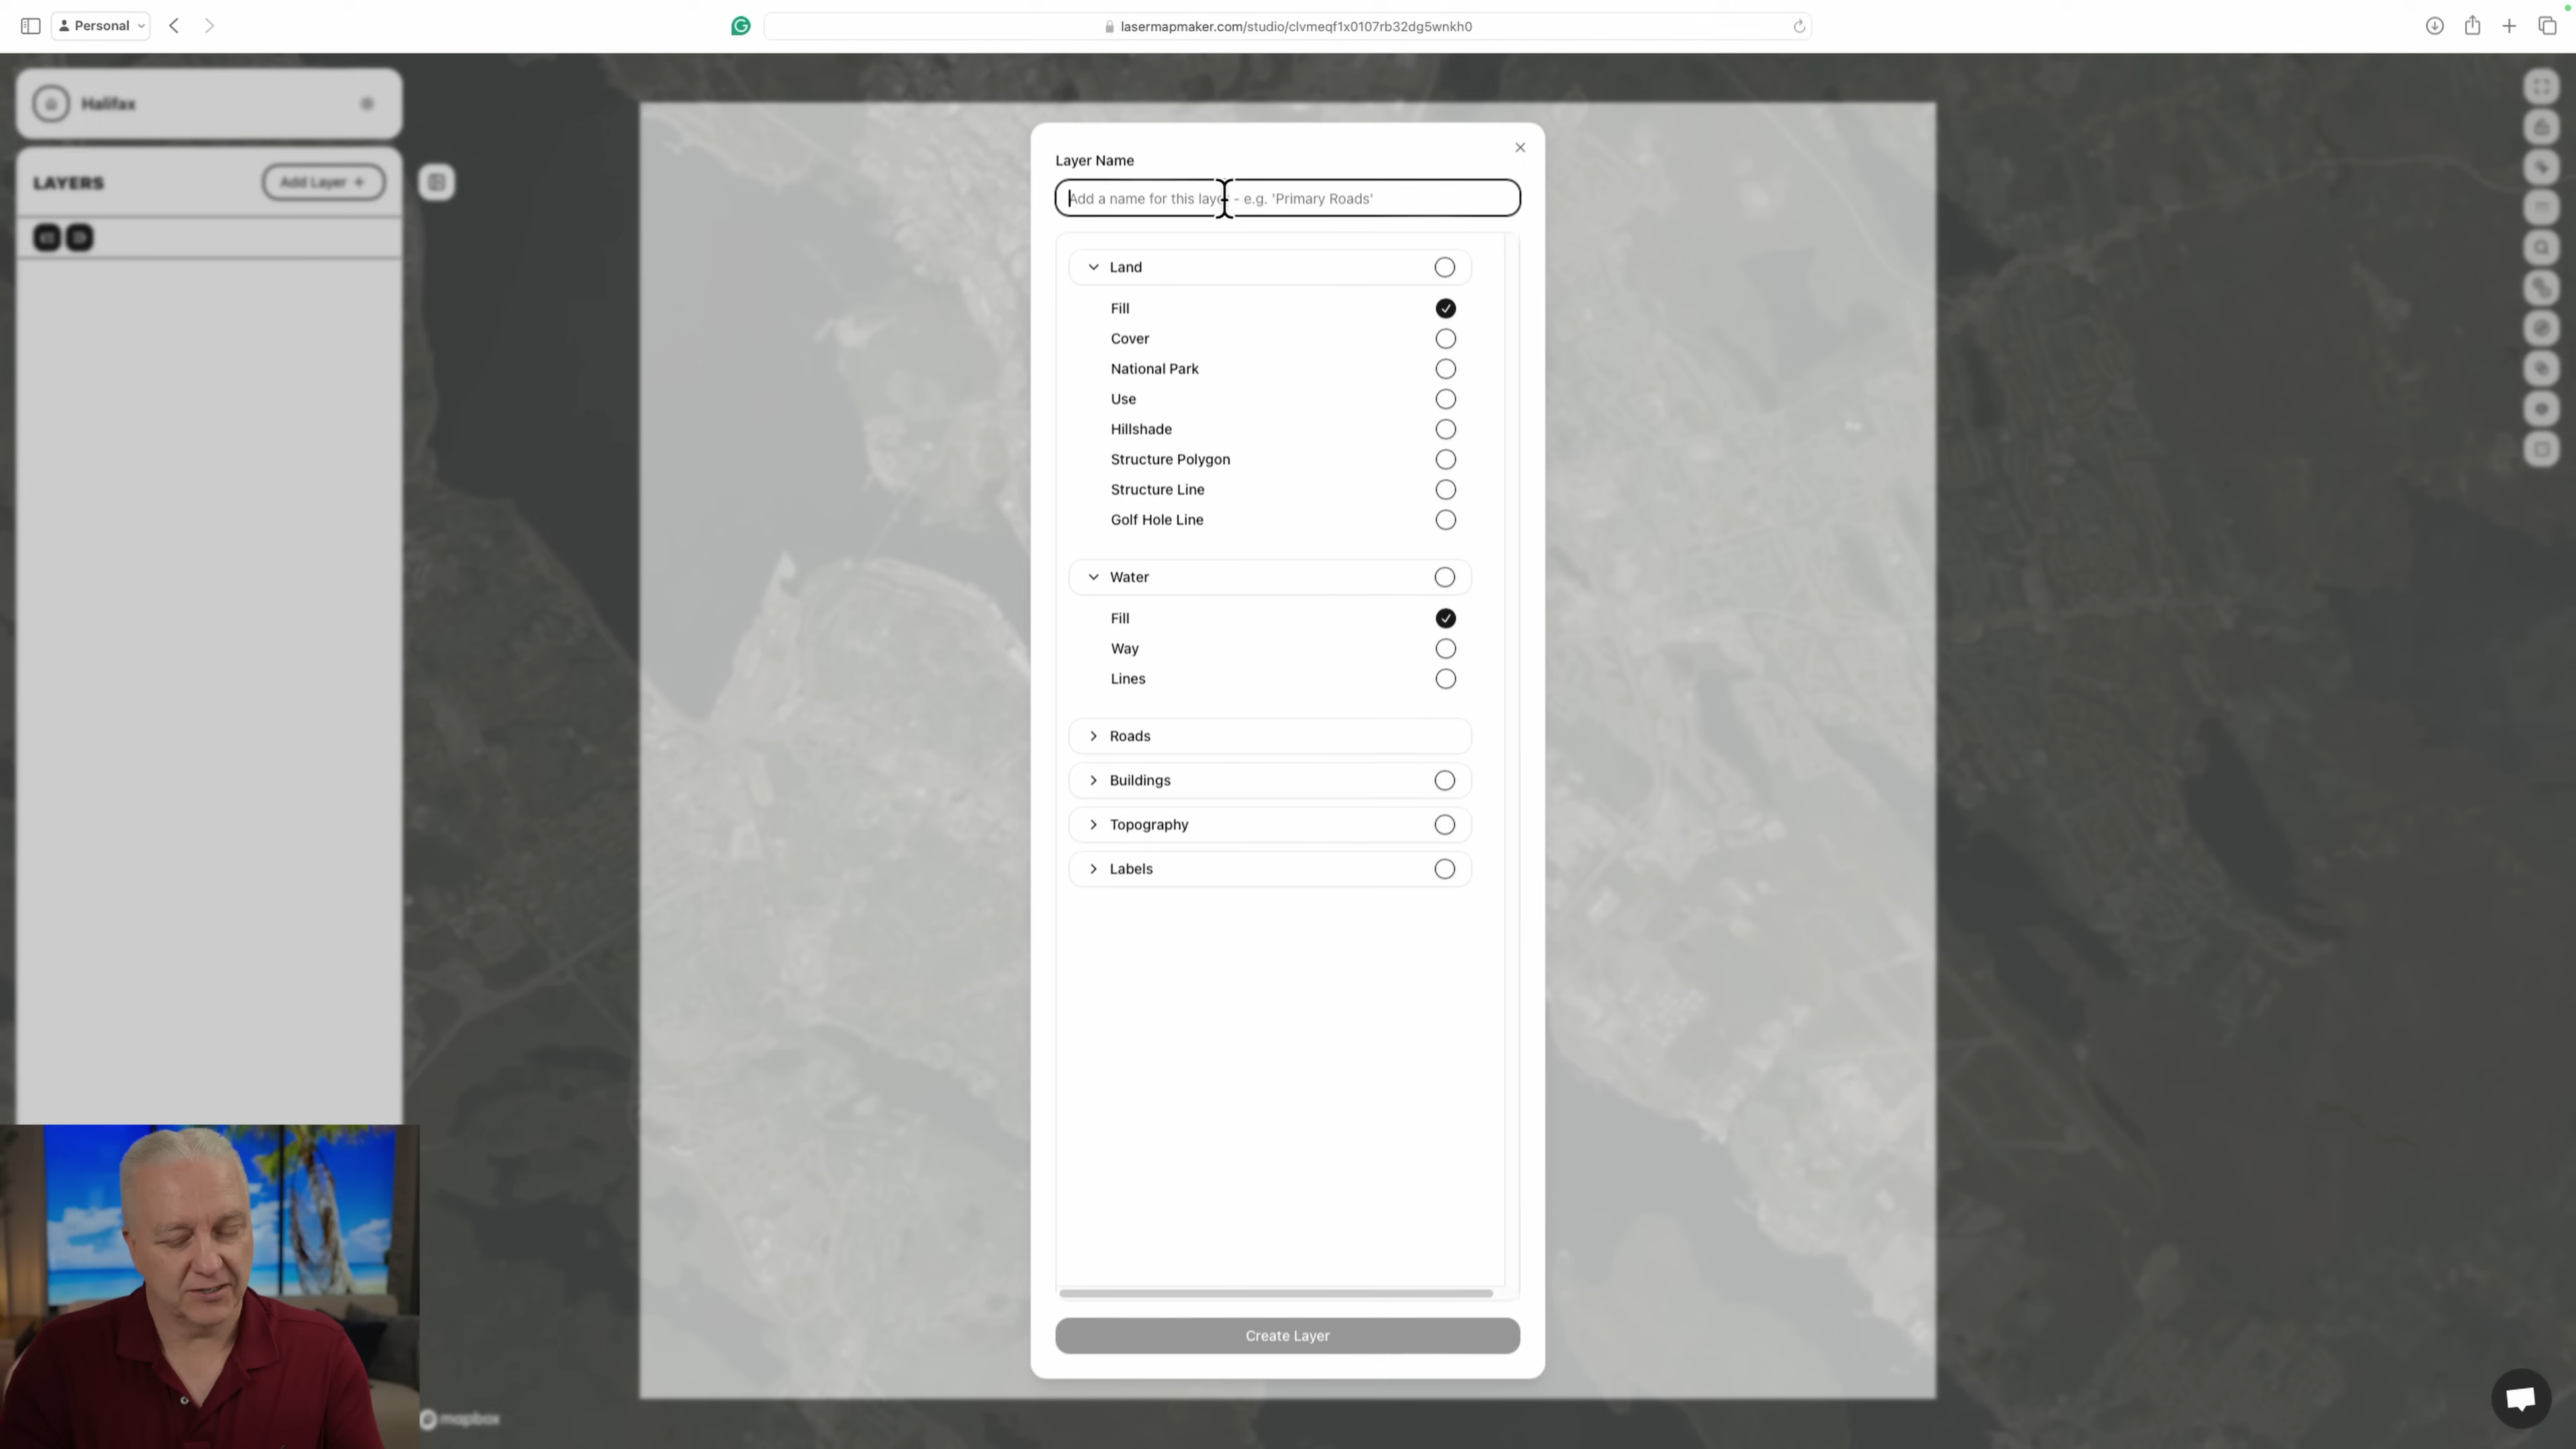 Personal
lasermapmaker.com/studio/clvmeqf1x0107rb32dg5wnkh0
Halifax
LAYERS
Add Layer +
Layer Name
Add a name for this layer - e.g. 'Primary Roads'
Land
Fill
Cover
National Park
Use
Hillshade
Structure Polygon
Structure Line
Golf Hole Line
Water
Fill
Way
Lines
Roads
Buildings
Topography
Labels
Create Layer
mapbox